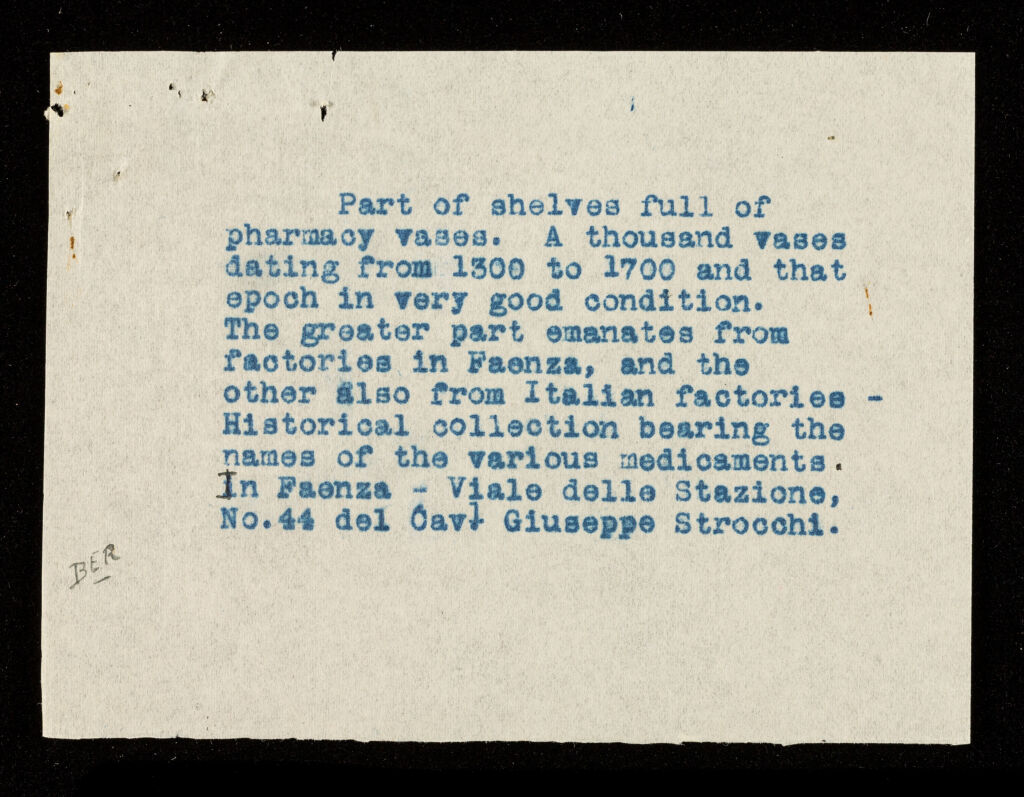 Part of shelves full of
pharmacy vases. A thousand vases
dating from 1300 to 1700 and that
epoch in very good condition.
The greater part emanates from
factories in Faenza, and the
other also from Italian factories -
Historical collection bearing the
names of the various medicaments.
In Faenza - Viale delle Stazione,
No.44 del Cav. Giuseppe Strocchi.
BER